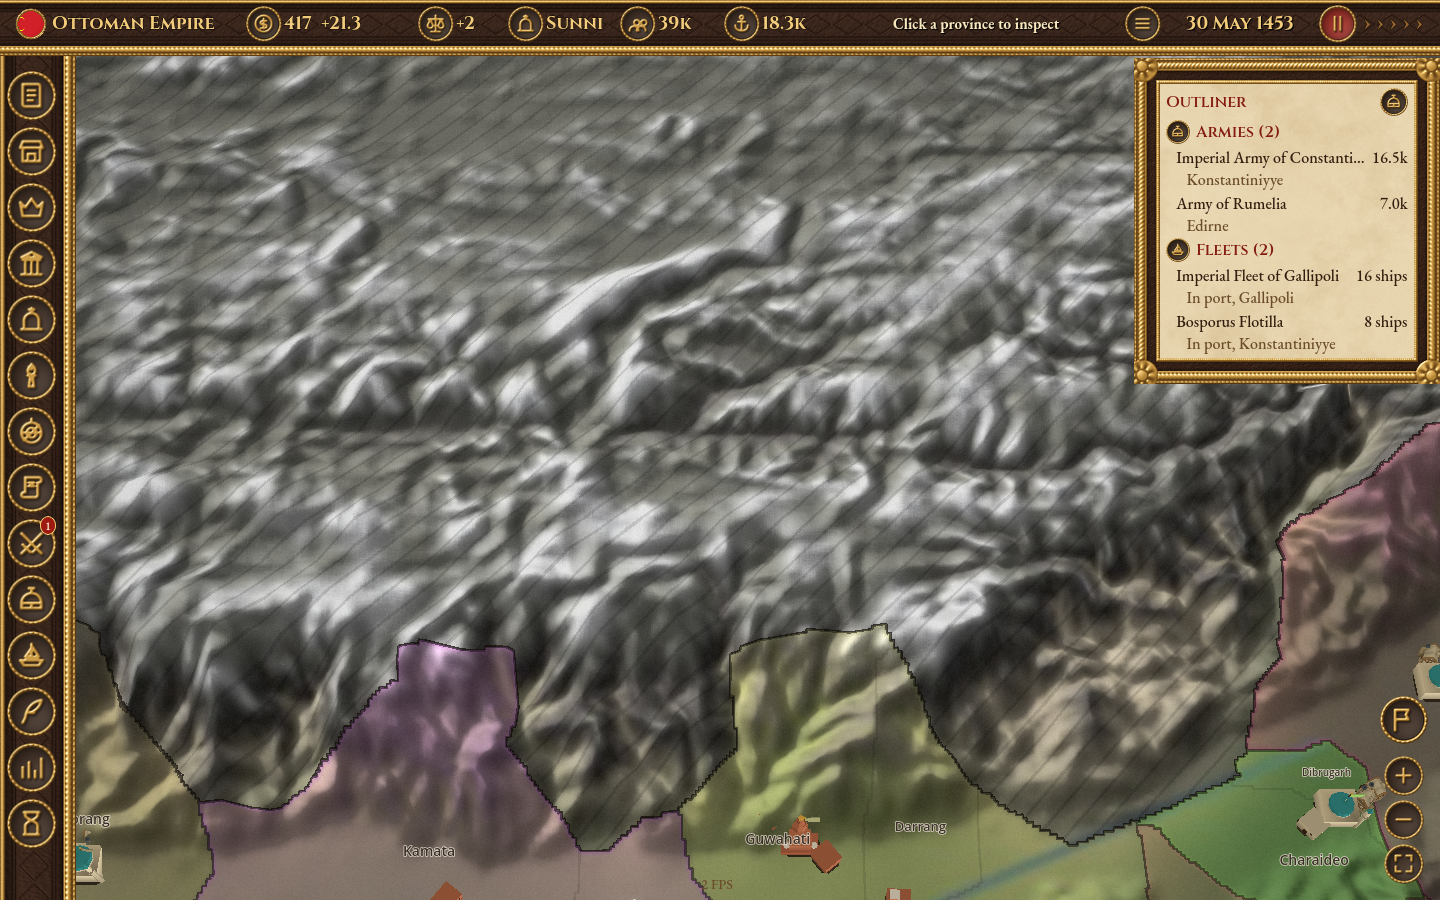 OTTOMAN EMPIRE 417 +21.3 +2 SUNNI 39K 18.3K Click a province to inspect 30 MAY 1453
OUTLINER
ARMIES (2)
Imperial Army of Constanti... 16.5k
Konstantiniyye
Army of Rumelia 7.0k
Edirne
FLEETS (2)
Imperial Fleet of Gallipoli 16 ships
In port, Gallipoli
Bosporus Flotilla 8 ships
In port, Konstantiniyye
1
Dibrugarh
Darrang
Guwahati
Kamata
Charaideo
2 FPS